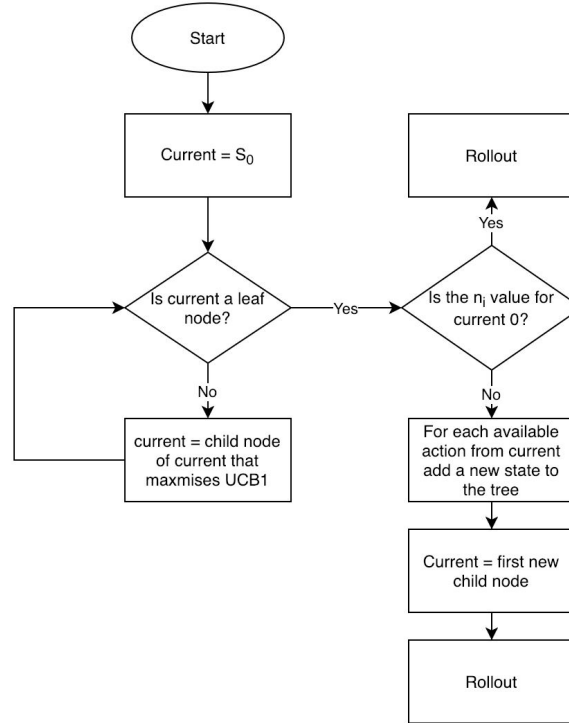 Start
Current = S₀
Rollout
Yes
Is current a leaf
node?
Yes
Is the nᵢ value for
current 0?
No
No
current = child node
of current that
maxmises UCB1
For each available
action from current
add a new state to
the tree
Current = first new
child node
Rollout